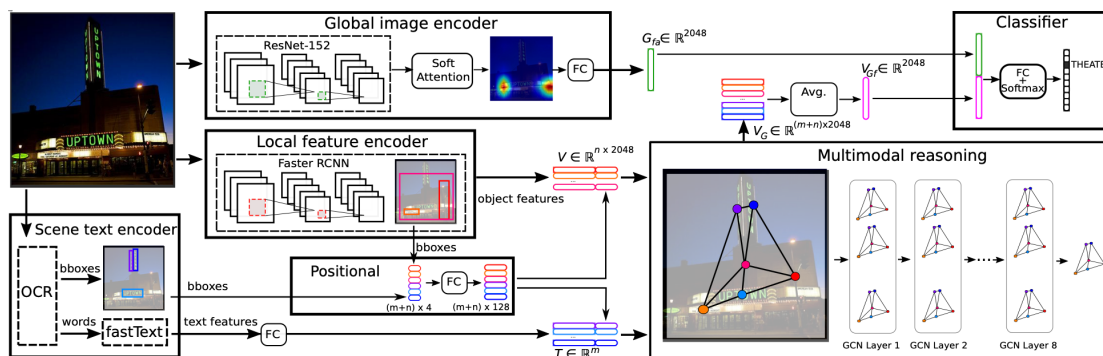 Global image encoder
ResNet-152
Soft
Attention
FC
G_fa ∈ ℝ^2048
Classifier
FC
+
Softmax
THEATE
V_Gf ∈ ℝ^2048
...
Avg.
V_G ∈ ℝ^(m+n)x2048
UPTOWN
UPTOWN
Local feature encoder
Faster RCNN
V ∈ ℝ^n x 2048
...
object features
bboxes
Scene text encoder
OCR
bboxes
words
fastText
bboxes
text features
FC
Positional
FC
(m+n) x 4
(m+n) x 128
...
T ∈ ℝ^m
Multimodal reasoning
GCN Layer 1
GCN Layer 2
GCN Layer 8